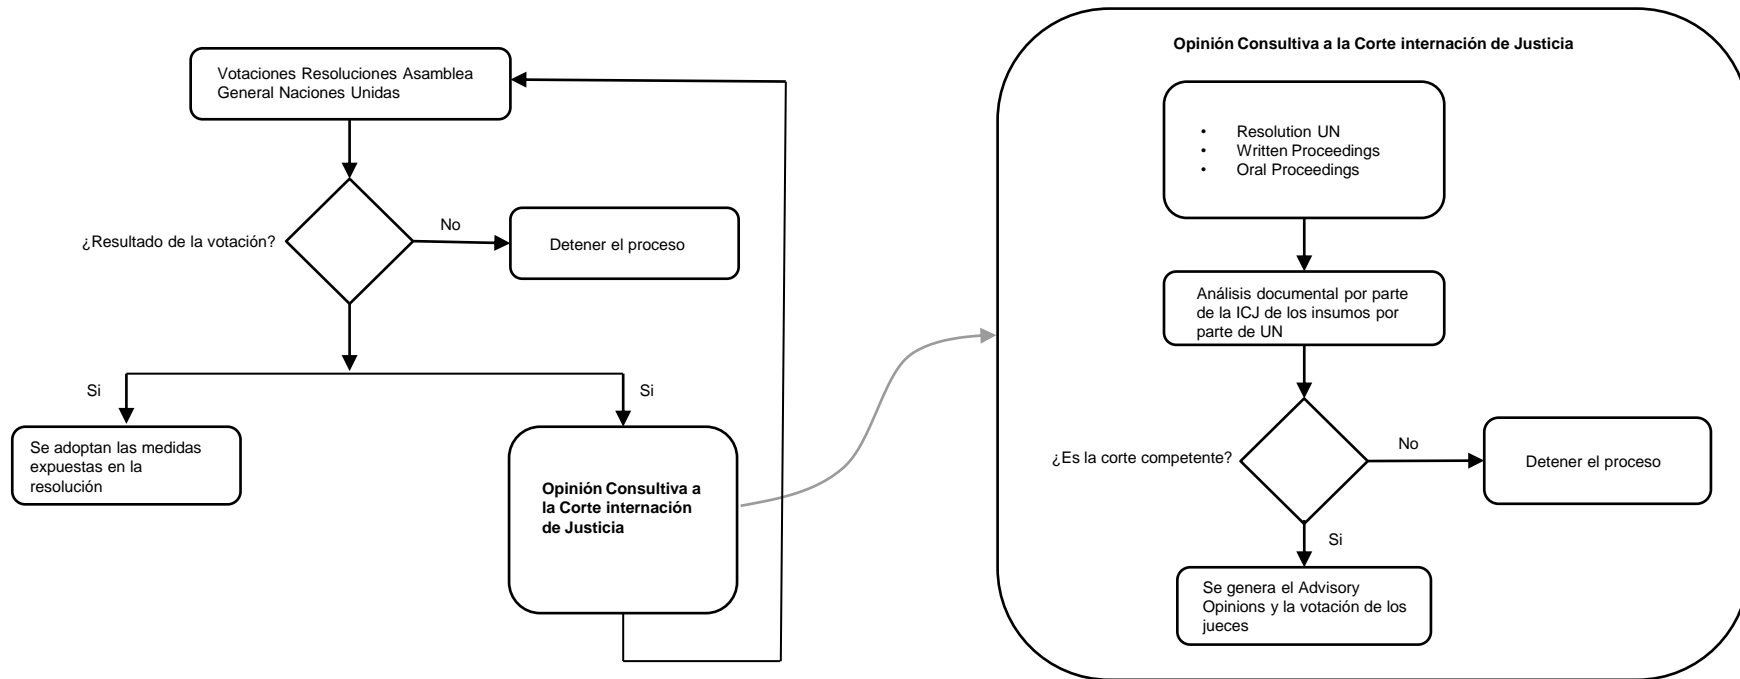 Votaciones Resoluciones Asamblea
General Naciones Unidas
¿Resultado de la votación?
No
Detener el proceso
Si
Si
Se adoptan las medidas
expuestas en la
resolución
Opinión Consultiva a
la Corte internación
de Justicia
Opinión Consultiva a la Corte internación de Justicia
• Resolution UN
• Written Proceedings
• Oral Proceedings
Análisis documental por parte
de la ICJ de los insumos por
parte de UN
¿Es la corte competente?
No
Detener el proceso
Si
Se genera el Advisory
Opinions y la votación de los
jueces